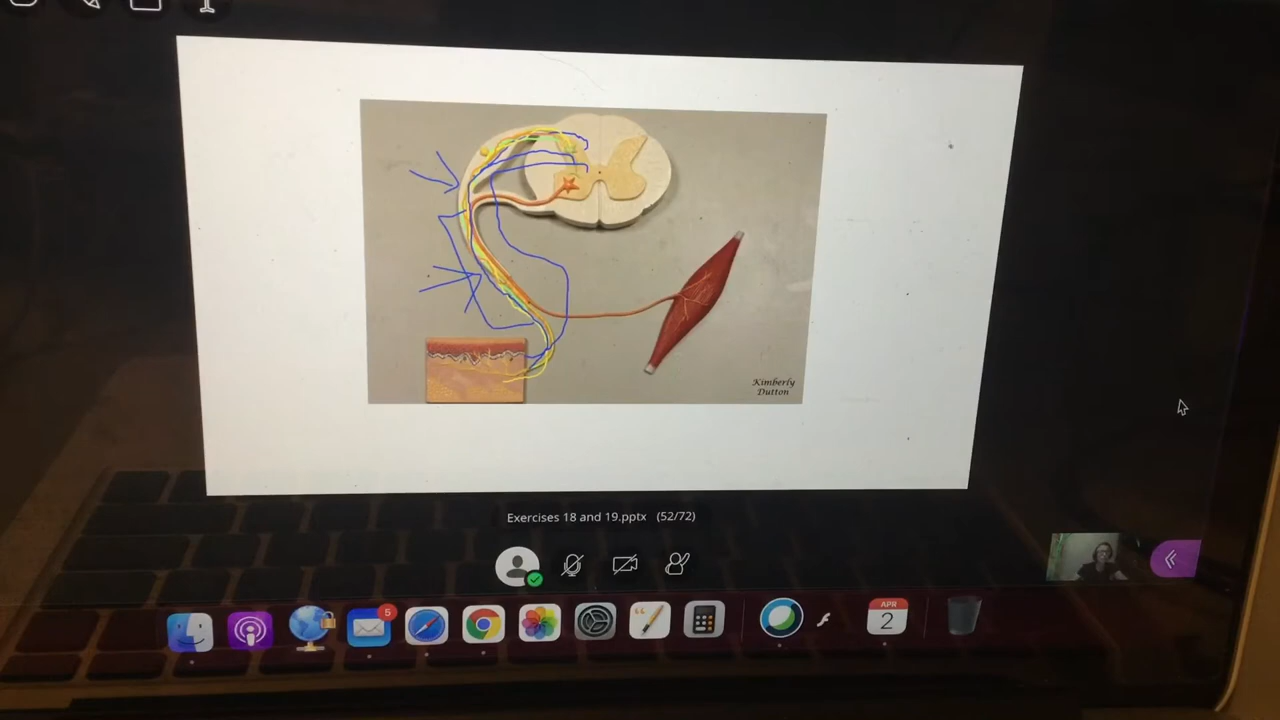 Kimberly
Dutton
Exercises 18 and 19.pptx (52/72)
5
APR
2